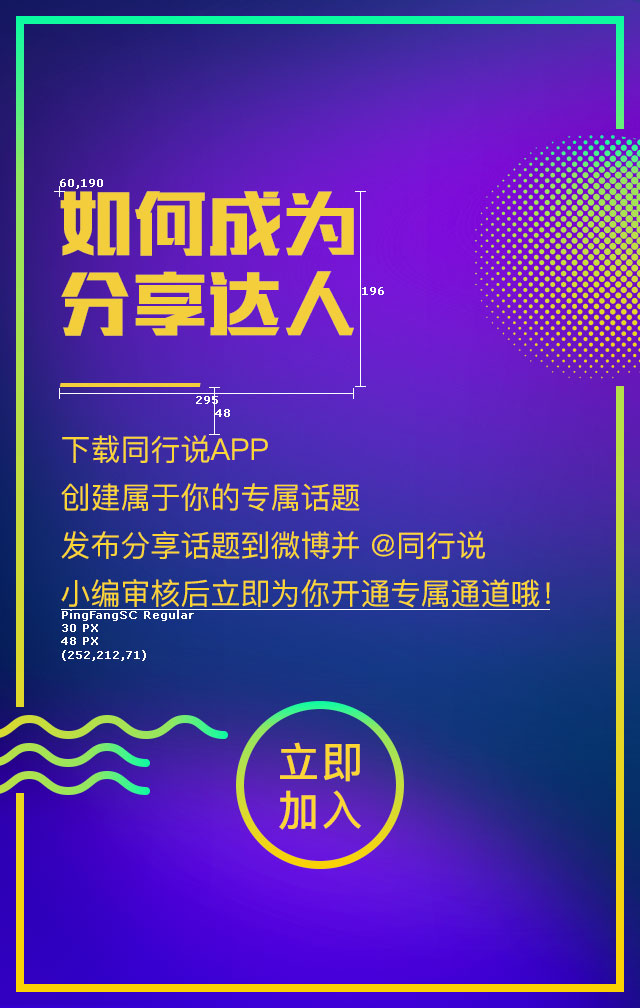 60,190
如何成为
分享达人
196
295
48
下载同行说APP
创建属于你的专属话题
发布分享话题到微博并 @同行说
小编审核后立即为你开通专属通道哦！
PingFangSC Regular
30 PX
48 PX
(252,212,71)
立即
加入